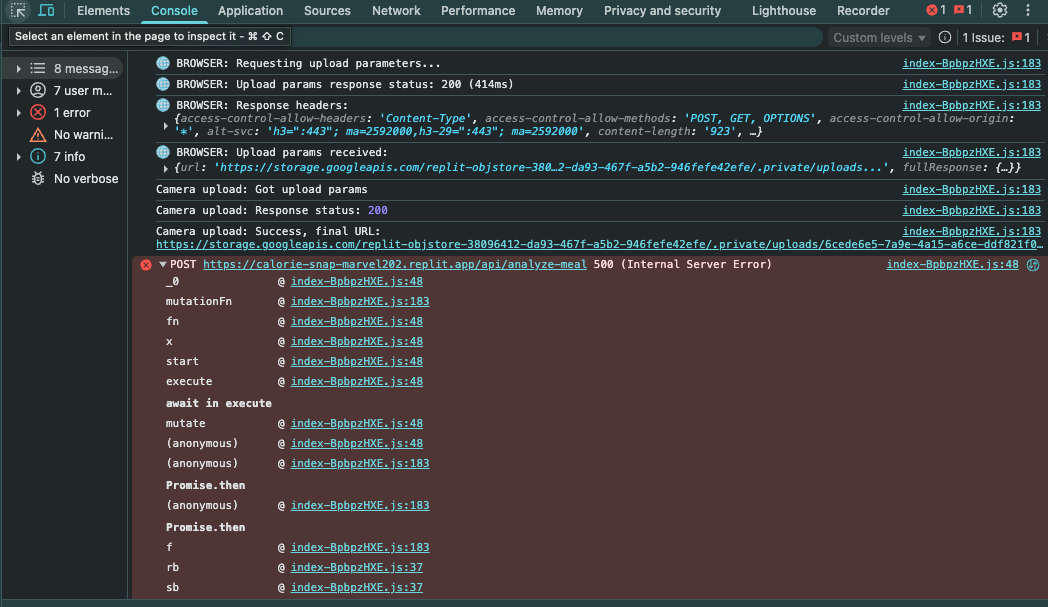 Elements Console Application Sources Network Performance Memory Privacy and security Lighthouse Recorder 1 1
Select an element in the page to inspect it - ⌘ ⇧ C Custom levels 1 Issue: 1
8 messag...
7 user m...
1 error
No warni...
7 info
No verbose
BROWSER: Requesting upload parameters... index-BpbpzHXE.js:183
BROWSER: Upload params response status: 200 (414ms) index-BpbpzHXE.js:183
BROWSER: Response headers: index-BpbpzHXE.js:183
{access-control-allow-headers: 'Content-Type', access-control-allow-methods: 'POST, GET, OPTIONS', access-control-allow-origin:
'*', alt-svc: 'h3=":443"; ma=2592000,h3-29=":443"; ma=2592000', content-length: '923', …}
BROWSER: Upload params received: index-BpbpzHXE.js:183
{url: 'https://storage.googleapis.com/replit-objstore-380…2-da93-467f-a5b2-946fefe42efe/.private/uploads...', fullResponse: {…}}
Camera upload: Got upload params index-BpbpzHXE.js:183
Camera upload: Response status: 200 index-BpbpzHXE.js:183
Camera upload: Success, final URL: index-BpbpzHXE.js:183
https://storage.googleapis.com/replit-objstore-38096412-da93-467f-a5b2-946fefe42efe/.private/uploads/6cede6e5-7a9e-4a15-a6ce-ddf821f0…
POST https://calorie-snap-marvel202.replit.app/api/analyze-meal 500 (Internal Server Error) index-BpbpzHXE.js:48
_0 @ index-BpbpzHXE.js:48
mutationFn @ index-BpbpzHXE.js:183
fn @ index-BpbpzHXE.js:48
x @ index-BpbpzHXE.js:48
start @ index-BpbpzHXE.js:48
execute @ index-BpbpzHXE.js:48
await in execute
mutate @ index-BpbpzHXE.js:48
(anonymous) @ index-BpbpzHXE.js:48
(anonymous) @ index-BpbpzHXE.js:183
Promise.then
(anonymous) @ index-BpbpzHXE.js:183
Promise.then
f @ index-BpbpzHXE.js:183
rb @ index-BpbpzHXE.js:37
sb @ index-BpbpzHXE.js:37